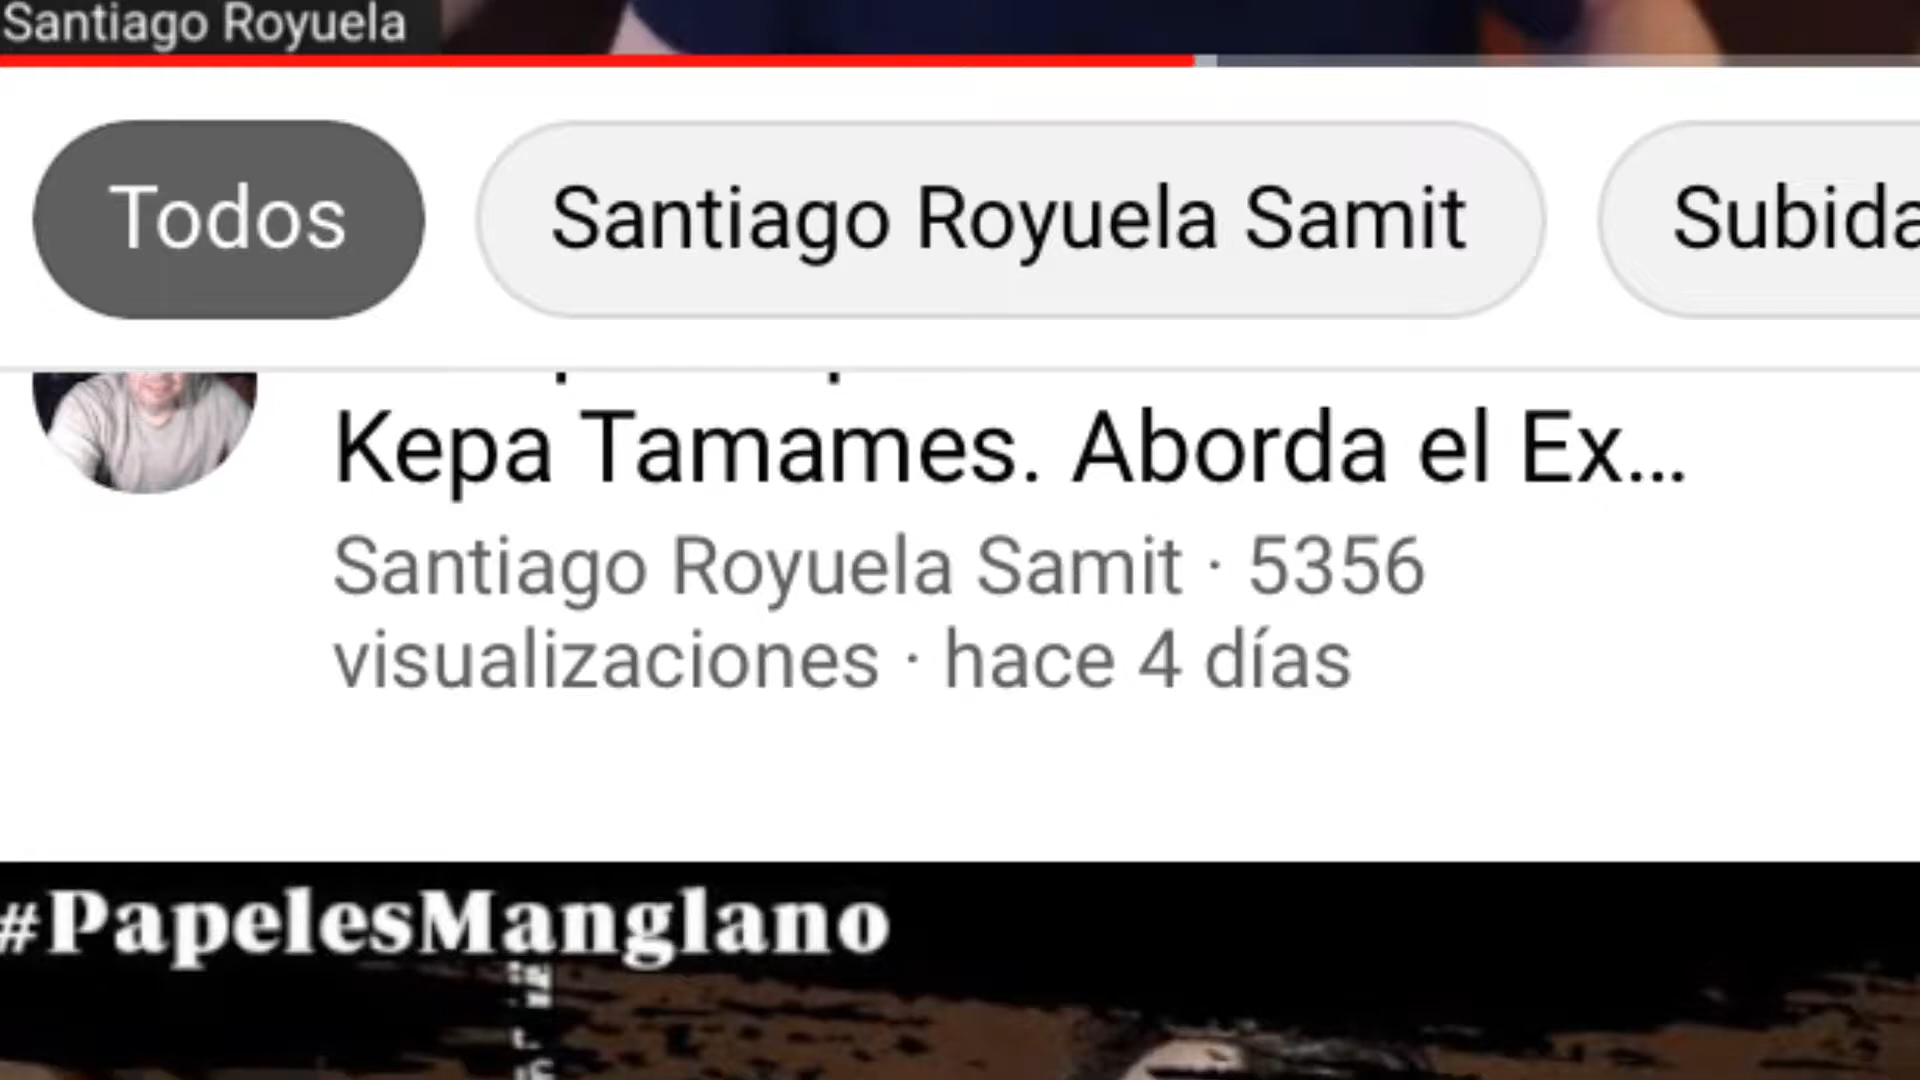 Santiago Royuela
Todos
Santiago Royuela Samit
Subida
Kepa Tamames. Aborda el Ex...
Santiago Royuela Samit · 5356
visualizaciones · hace 4 días
#PapelesManglano